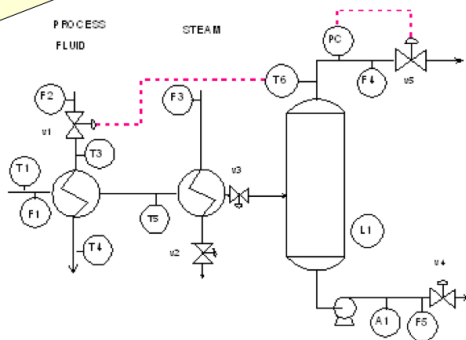 PROCESS
FLUID
STEAM
PC
T6
F4
v5
F2
F3
v1
T3
T1
F1
T5
v3
v2
T4
L1
v4
A1
F5